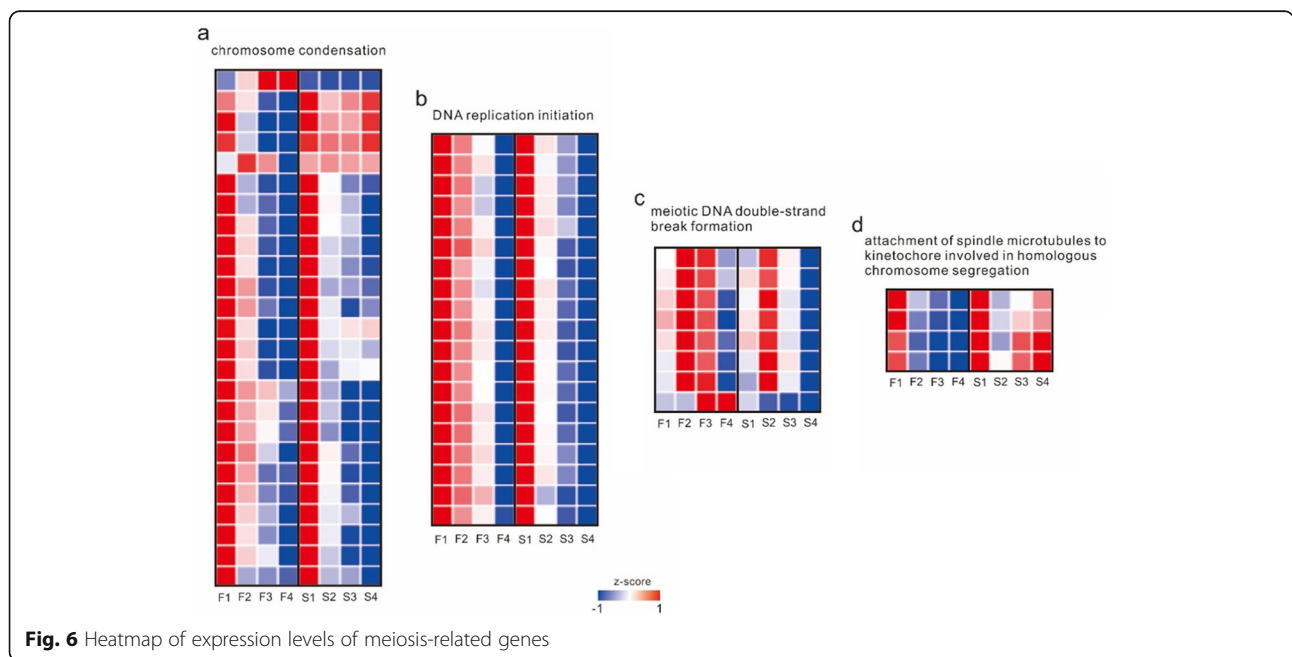 a
chromosome condensation
F1 F2 F3 F4 S1 S2 S3 S4
b
DNA replication initiation
F1 F2 F3 F4 S1 S2 S3 S4
c
meiotic DNA double-strand
break formation
F1 F2 F3 F4 S1 S2 S3 S4
d
attachment of spindle microtubules to
kinetochore involved in homologous
chromosome segregation
F1 F2 F3 F4 S1 S2 S3 S4
z-score
-1 1
Fig. 6 Heatmap of expression levels of meiosis-related genes